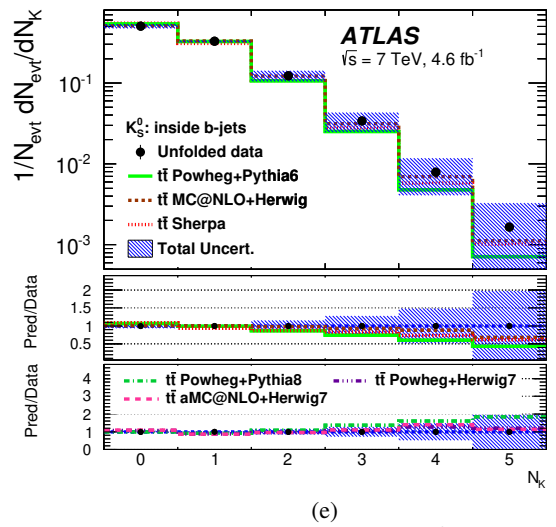 ATLAS
√s = 7 TeV, 4.6 fb⁻¹
1/N_evt dN_evt/dN_K
10⁻¹
10⁻²
10⁻³
K⁰_S: inside b-jets
Unfolded data
tt̄ Powheg+Pythia6
tt̄ MC@NLO+Herwig
tt̄ Sherpa
Total Uncert.
Pred/Data
2
1.5
1
0.5
Pred/Data
4
3
2
1
0
tt̄ Powheg+Pythia8 tt̄ Powheg+Herwig7
tt̄ aMC@NLO+Herwig7
0 1 2 3 4 5
N_K
(e)